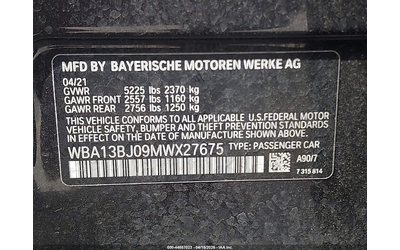 MFD BY BAYERISCHE MOTOREN WERKE AG
04/21
GVWR 5225 lbs 2370 kg
GAWR FRONT 2557 lbs 1160 kg
GAWR REAR 2756 lbs 1250 kg
THIS VEHICLE CONFORMS TO ALL APPLICABLE U.S.FEDERAL MOTOR
VEHICLE SAFETY, BUMPER, AND THEFT PREVENTION STANDARDS
IN EFFECT ON THE DATE OF MANUFACTURE SHOWN ABOVE.
WBA13BJ09MWX27675 TYPE: PASSENGER CAR
A90/7
7 315 814